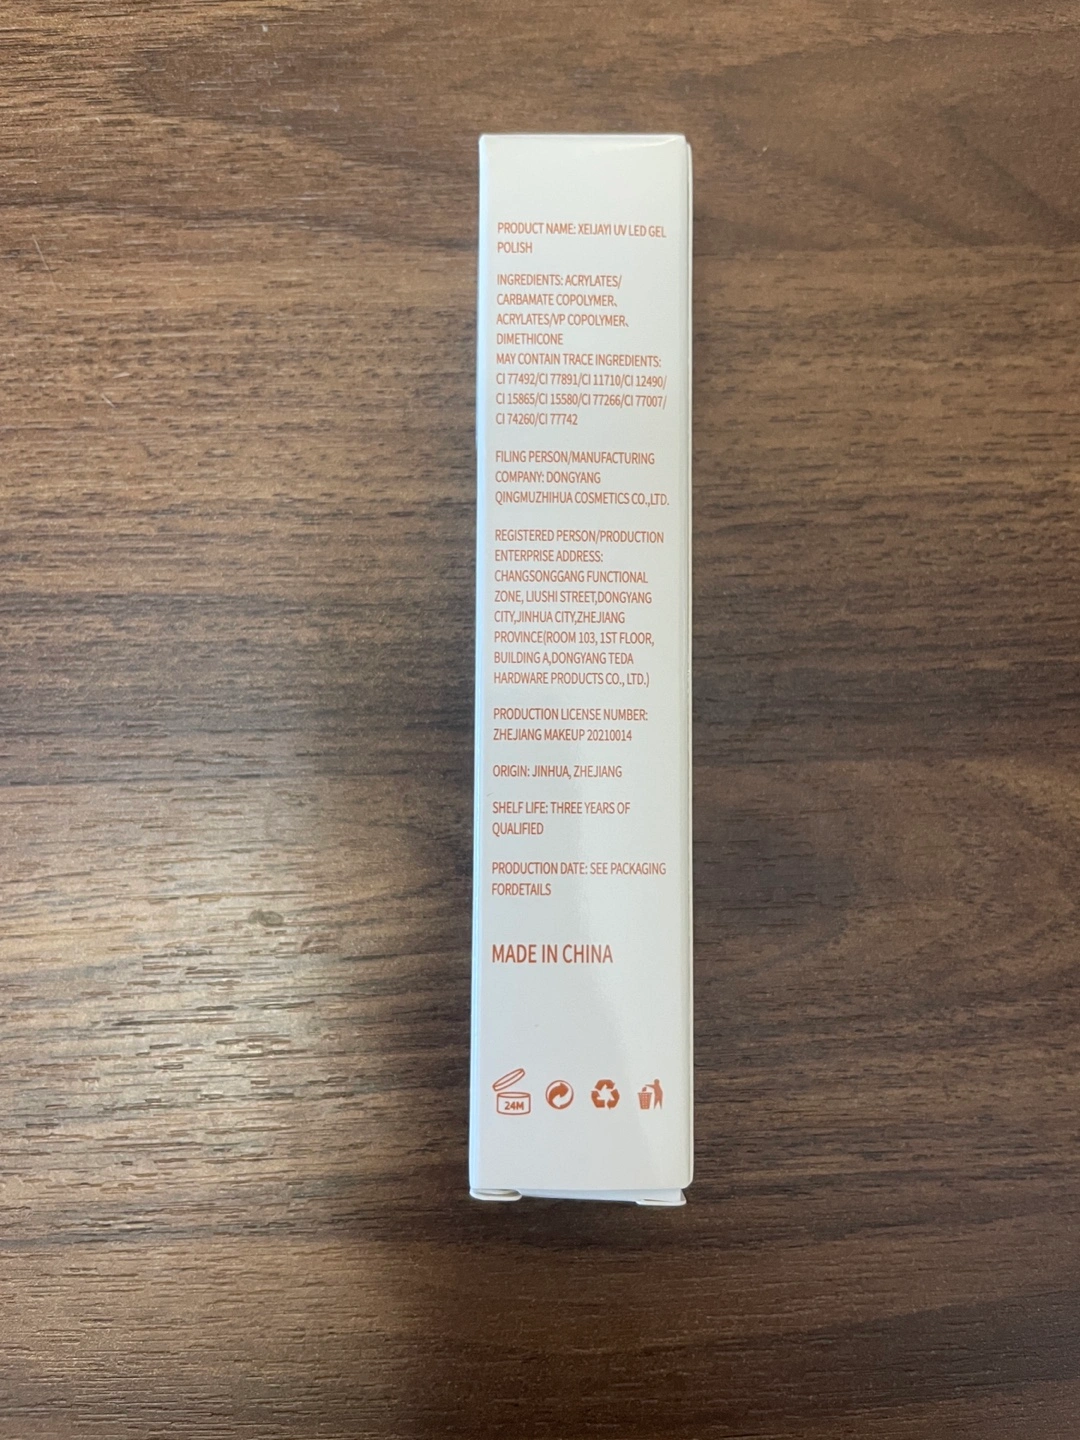 PRODUCT NAME: XEIJAYI UV LED GEL
POLISH
INGREDIENTS: ACRYLATES/
CARBAMATE COPOLYMER、
ACRYLATES/VP COPOLYMER、
DIMETHICONE
MAY CONTAIN TRACE INGREDIENTS:
CI 77492/CI 77891/CI 11710/CI 12490/
CI 15865/CI 15580/CI 77266/CI 77007/
CI 74260/CI 77742
FILING PERSON/MANUFACTURING
COMPANY: DONGYANG
QINGMUZHIHUA COSMETICS CO.,LTD.
REGISTERED PERSON/PRODUCTION
ENTERPRISE ADDRESS:
CHANGSONGGANG FUNCTIONAL
ZONE, LIUSHI STREET,DONGYANG
CITY,JINHUA CITY,ZHEJIANG
PROVINCE(ROOM 103, 1ST FLOOR,
BUILDING A,DONGYANG TEDA
HARDWARE PRODUCTS CO., LTD.)
PRODUCTION LICENSE NUMBER:
ZHEJIANG MAKEUP 20210014
ORIGIN: JINHUA, ZHEJIANG
SHELF LIFE: THREE YEARS OF
QUALIFIED
PRODUCTION DATE: SEE PACKAGING
FORDETAILS
MADE IN CHINA
24M